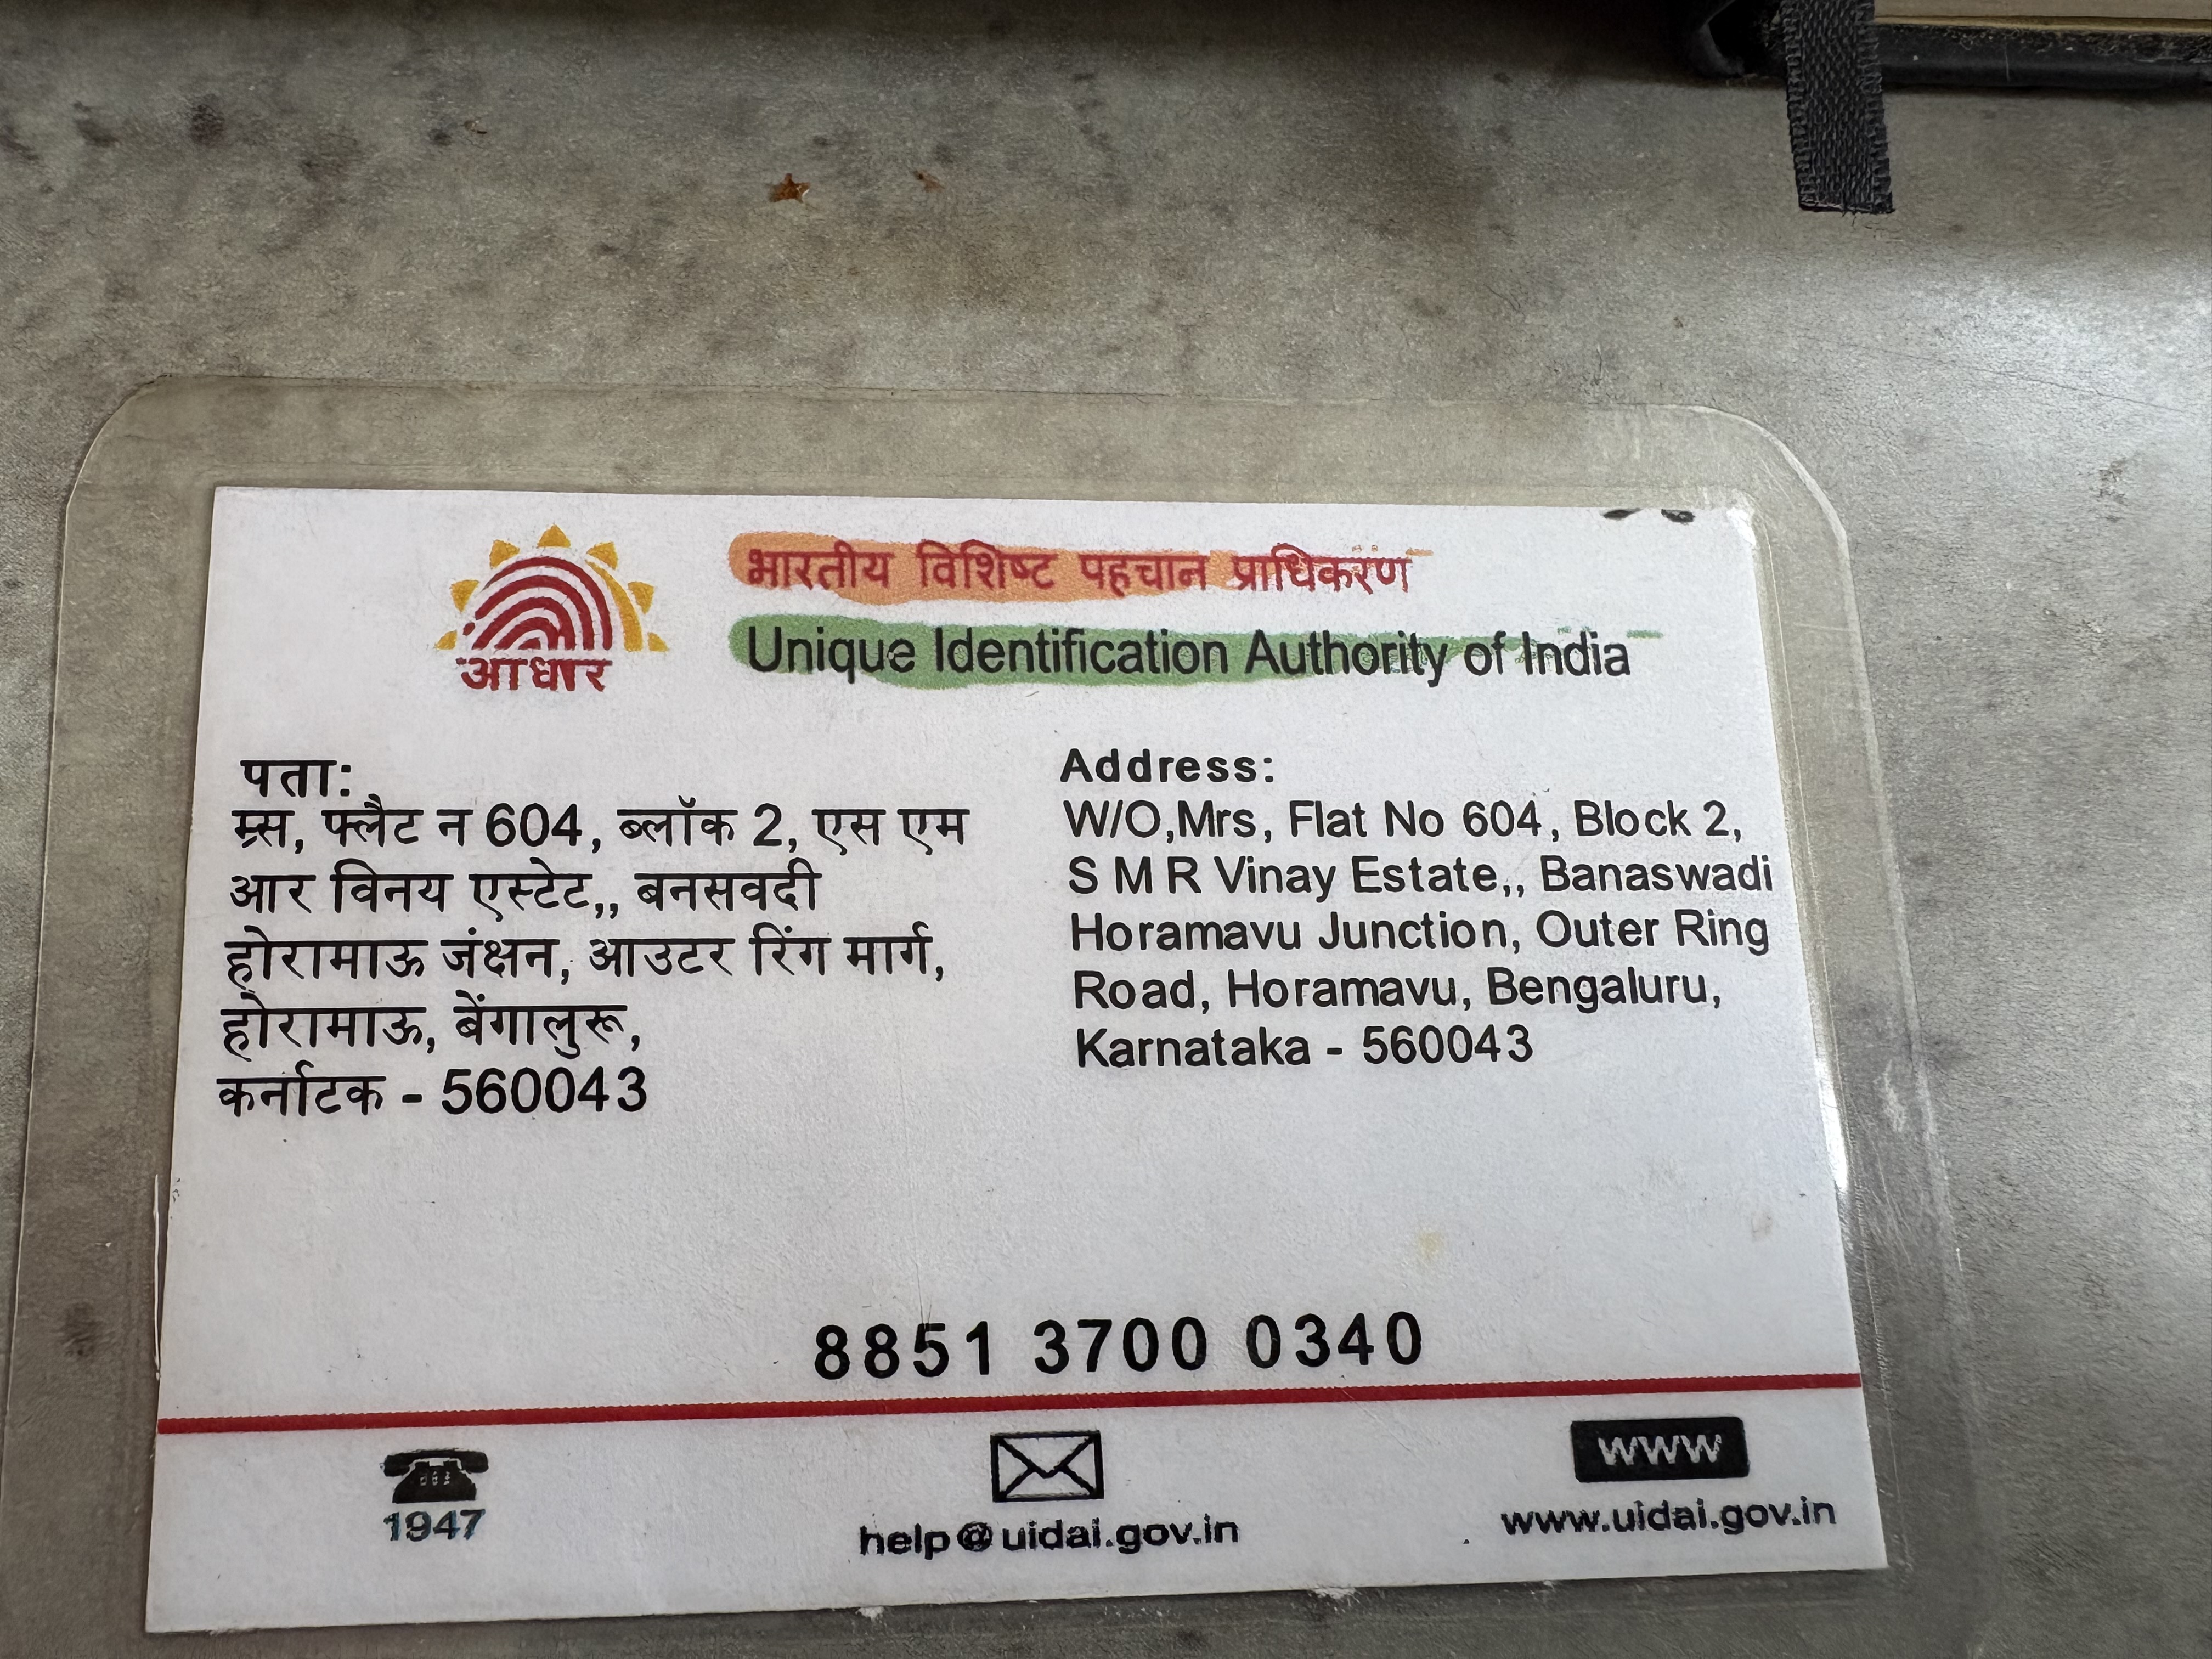 आधार
भारतीय विशिष्ट पहचान प्राधिकरण
Unique Identification Authority of India
पता:
स्र्स, फ्लैट न 604, ब्लॉक 2, एस एम
आर विनय एस्टेट,, बनसवदी
होरामाऊ जंक्षन, आउटर रिंग मार्ग,
होरामाऊ, बेंगालुरू,
कर्नाटक - 560043
Address:
W/O,Mrs, Flat No 604, Block 2,
S M R Vinay Estate,, Banaswadi
Horamavu Junction, Outer Ring
Road, Horamavu, Bengaluru,
Karnataka - 560043
8851 3700 0340
1947
help@uidai.gov.in
www
www.uidai.gov.in